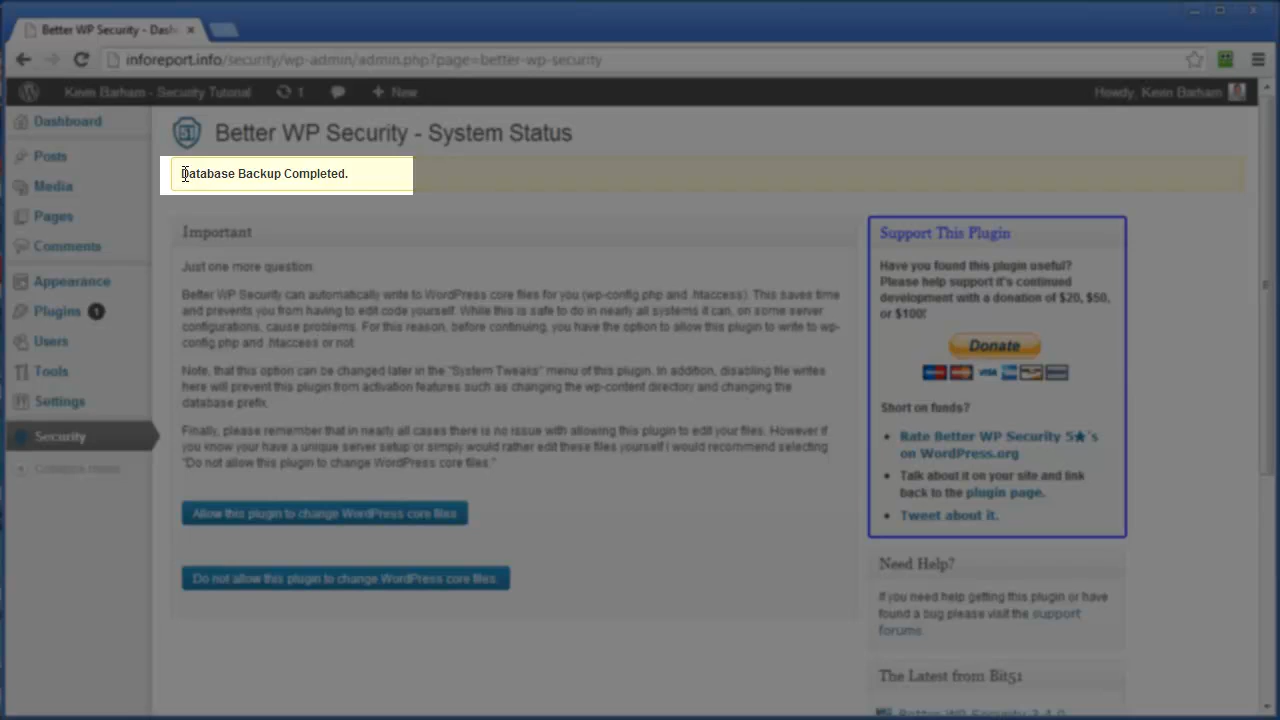 Better WP Security - Dash
inforeport.info/security/wp-admin/admin.php?page=better-wp-security
Kevin Barham - Security Tutorial
1
New
Howdy, Kevin Barham
Dashboard
Posts
Media
Pages
Comments
Appearance
Plugins 1
Users
Tools
Settings
Security
Collapse menu
51
Better WP Security - System Status
Database Backup Completed.
Important
Just one more question:
Better WP Security can automatically write to WordPress core files for you (wp-config.php and .htaccess). This saves time
and prevents you from having to edit code yourself. While this is safe to do in nearly all systems it can, on some server
configurations, cause problems. For this reason, before continuing, you have the option to allow this plugin to write to wp-
config.php and .htaccess or not.
Note, that this option can be changed later in the "System Tweaks" menu of this plugin. In addition, disabling file writes
here will prevent this plugin from activation features such as changing the wp-content directory and changing the
database prefix.
Finally, please remember that in nearly all cases there is no issue with allowing this plugin to edit your files. However if
you know your have a unique server setup or simply would rather edit these files yourself I would recommend selecting
"Do not allow this plugin to change WordPress core files."
Allow this plugin to change WordPress core files.
Do not allow this plugin to change WordPress core files.
Support This Plugin
Have you found this plugin useful?
Please help support it's continued
development with a donation of $20, $50,
or $100!
Donate
VISA
Short on funds?
Rate Better WP Security 5★'s
on WordPress.org
Talk about it on your site and link
back to the plugin page.
Tweet about it.
Need Help?
If you need help getting this plugin or have
found a bug please visit the support
forums.
The Latest from Bit51
Better WP Security 3.4.9